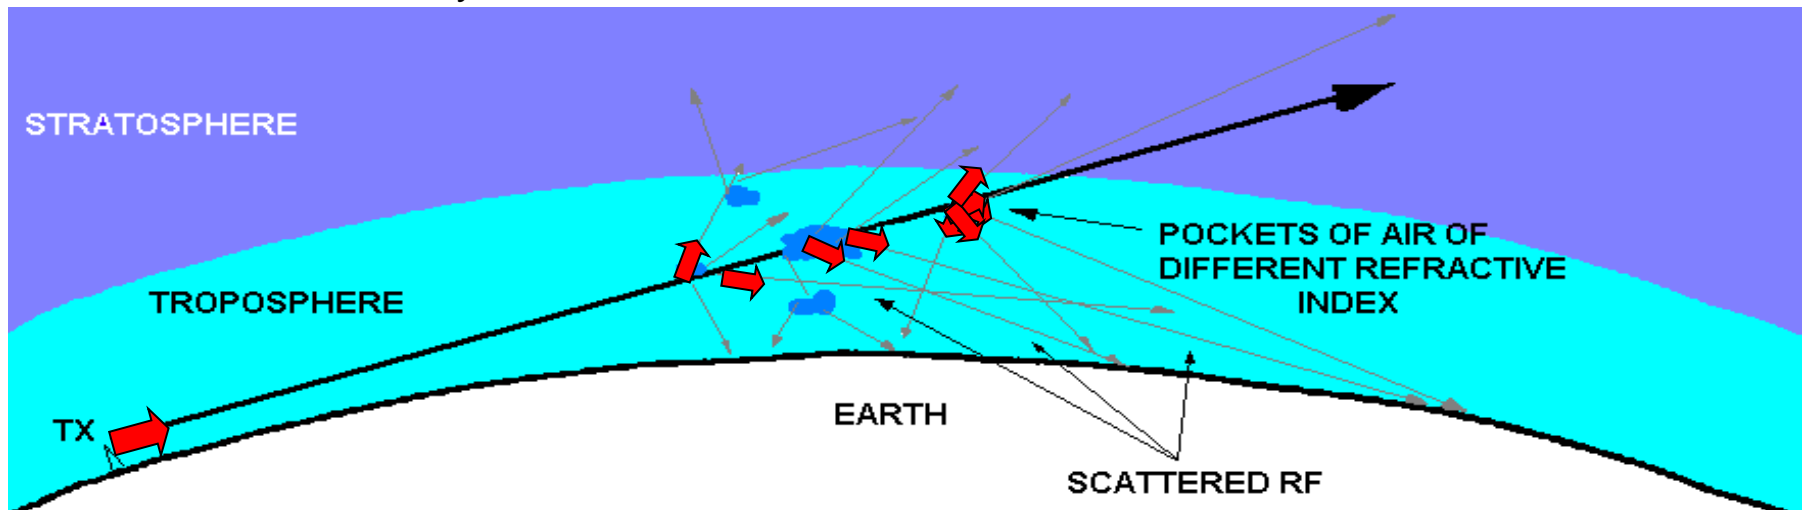 STRATOSPHERE
POCKETS OF AIR OF
DIFFERENT REFRACTIVE
INDEX
TROPOSPHERE
TX
EARTH
SCATTERED RF